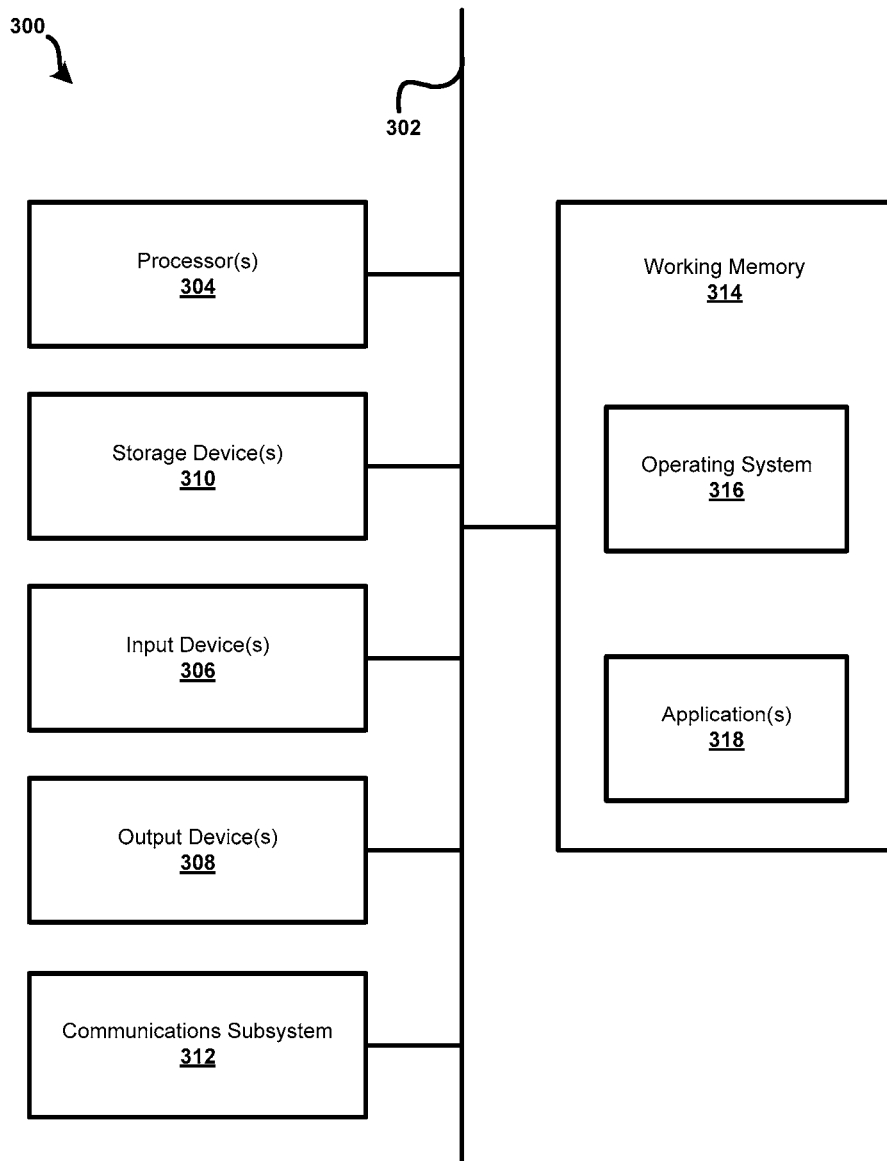 300
302
Processor(s)
304
Storage Device(s)
310
Input Device(s)
306
Output Device(s)
308
Communications Subsystem
312
Working Memory
314
Operating System
316
Application(s)
318